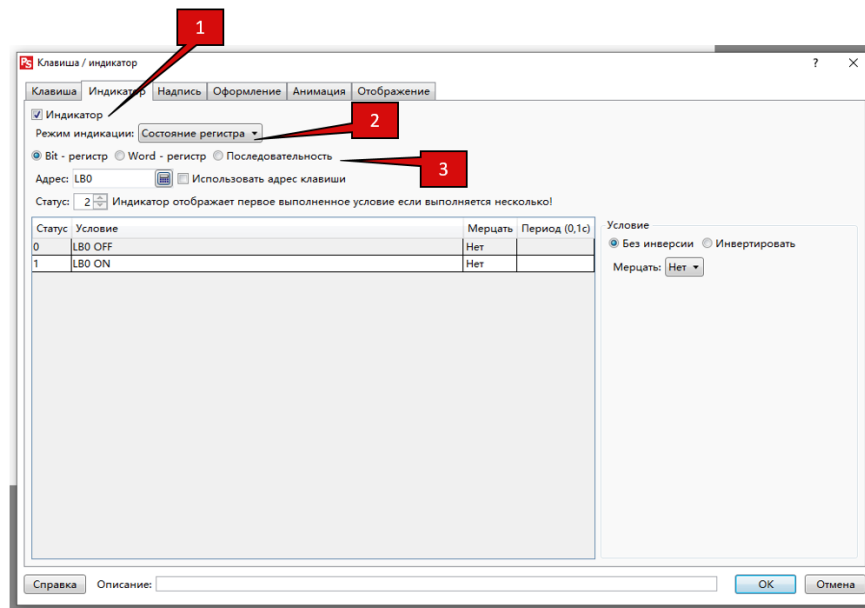 1
PS Клавиша / индикатор ? ×
Клавиша Индикатор Надпись Оформление Анимация Отображение
Индикатор
2
Режим индикации: Состояние регистра
Bit - регистр Word - регистр Последовательность
3
Адрес: LB0 Использовать адрес клавиши
Статус: 2 Индикатор отображает первое выполненное условие если выполняется несколько!
Статус Условие Мерцать Период (0,1с)
0 LB0 OFF Нет
1 LB0 ON Нет
Условие
Без инверсии Инвертировать
Мерцать: Нет
Справка Описание: OK Отмена